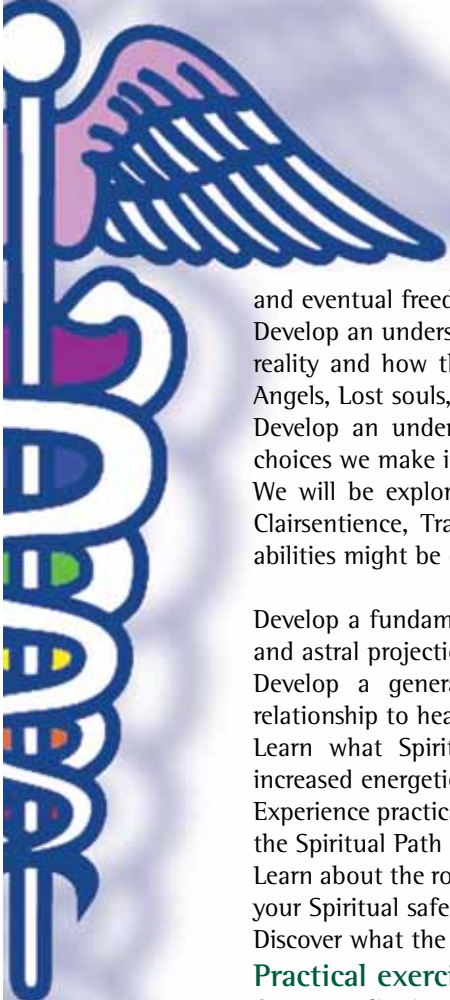 and eventual freed
Develop an unders
reality and how th
Angels, Lost souls,
Develop an under
choices we make i
We will be explor
Clairsentience, Tra
abilities might be
Develop a fundam
and astral projectio
Develop a genera
relationship to hea
Learn what Spirit
increased energetic
Experience practica
the Spiritual Path
Learn about the ro
your Spiritual safe
Discover what the
Practical exerci